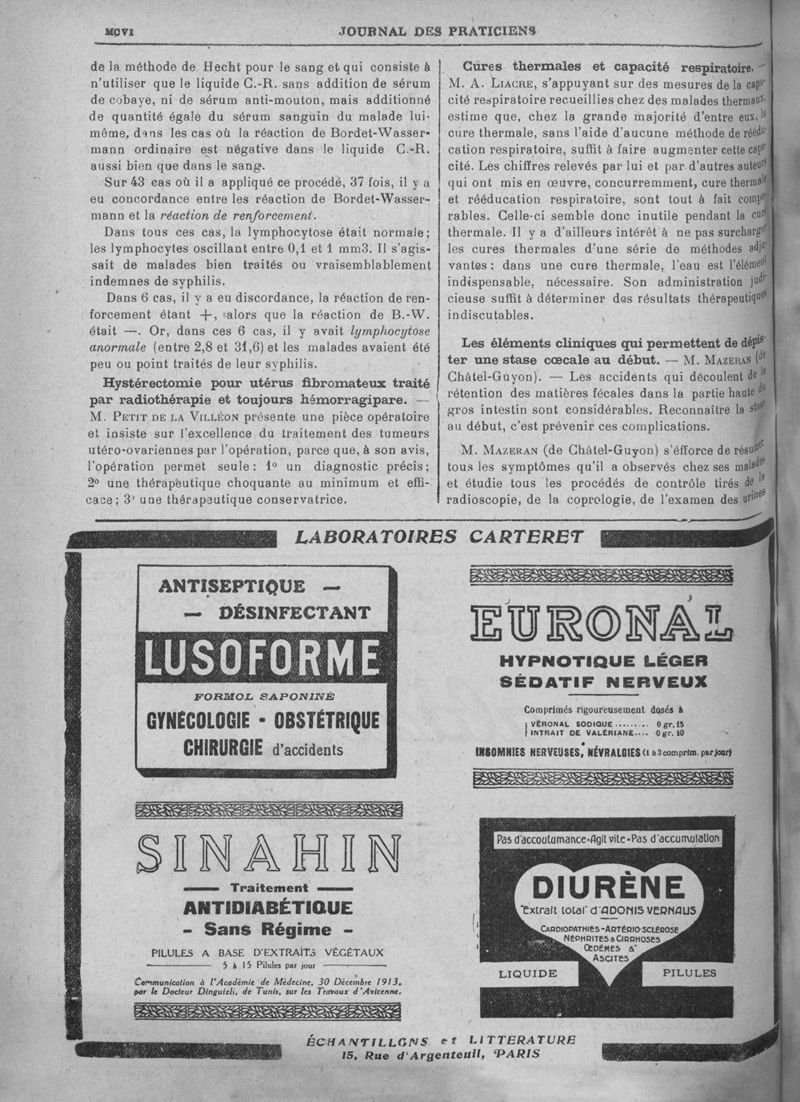 MCVI
JOURNAL DES PRATICIENS
de la méthode de Hecht pour le sang et qui consiste à
n'utiliser que le liquide C.-R. sans addition de sérum
de cobaye, ni de sérum anti-mouton, mais additionné
de quantité égale du sérum sanguin du malade lui-
même, dans les cas où la réaction de Bordet-Wasser-
mann ordinaire est négative dans le liquide C.-R.
aussi bien que dans le sang.
Sur 43 cas où il a appliqué ce procédé, 37 fois, il y a
eu concordance entre les réaction de Bordet-Wasser-
mann et la réaction de renforcement.
Dans tous ces cas, la lymphocytose était normale;
les lymphocytes oscillant entre 0,1 et 1 mm3. Il s'agis-
sait de malades bien traités ou vraisemblablement
indemnes de syphilis.
Dans 6 cas, il y a eu discordance, la réaction de ren-
forcement étant +, alors que la réaction de B.-W.
était —. Or, dans ces 6 cas, il y avait lymphocytose
anormale (entre 2,8 et 31,6) et les malades avaient été
peu ou point traités de leur syphilis.
Hystérectomie pour utérus fibromateux traité
par radiothérapie et toujours hémorragipare. —
M. PETIT DE LA VILLÉON présente une pièce opératoire
et insiste sur l'excellence du traitement des tumeurs
utéro-ovariennes par l'opération, parce que, à son avis,
l'opération permet seule : 1º un diagnostic précis;
2º une thérapeutique choquante au minimum et effi-
cace; 3º une thérapeutique conservatrice.
Cures thermales et capacité respiratoire. —
M. A. LIACRE, s'appuyant sur des mesures de la capa-
cité respiratoire recueillies chez des malades thermaux,
estime que, chez la grande majorité d'entre eux, la
cure thermale, sans l'aide d'aucune méthode de réédu-
cation respiratoire, suffit à faire augmenter cette capa-
cité. Les chiffres relevés par lui et par d'autres auteurs
qui ont mis en œuvre, concurremment, cure thermale
et rééducation respiratoire, sont tout à fait compa-
rables. Celle-ci semble donc inutile pendant la cure
thermale. Il y a d'ailleurs intérêt à ne pas surcharger
les cures thermales d'une série de méthodes adju-
vantes : dans une cure thermale, l'eau est l'élément
indispensable, nécessaire. Son administration judi-
cieuse suffit à déterminer des résultats thérapeutiques
indiscutables.
Les éléments cliniques qui permettent de dépis-
ter une stase cœcale au début. — M. MAZERAN (de
Châtel-Guyon). — Les accidents qui découlent de la
rétention des matières fécales dans la partie haute du
gros intestin sont considérables. Reconnaître la stase
au début, c'est prévenir ces complications.
M. MAZERAN (de Châtel-Guyon) s'éfforce de résumer
tous les symptômes qu'il a observés chez ses malades
et étudie tous les procédés de contrôle tirés de la
radioscopie, de la coprologie, de l'examen des urines
LABORATOIRES CARTERET
ANTISEPTIQUE —
— DÉSINFECTANT
LUSOFORME
FORMOL SAPONINÉ
GYNÉCOLOGIE - OBSTÉTRIQUE
CHIRURGIE d'accidents
EURONAL
HYPNOTIQUE LÉGER
SÉDATIF NERVEUX
Comprimés rigoureusement dosés à
VÉRONAL SODIQUE ......... 0 gr. 15
INTRAIT DE VALÉRIANE.... 0 gr. 10
INSOMNIES NERVEUSES, NÉVRALGIES (1 à 3 comprim. par jour)
SINAHIN
Traitement
ANTIDIABÉTIQUE
- Sans Régime -
PILULES A BASE D'EXTRAITS VÉGÉTAUX
5 à 15 Pilules par jour
Communication à l'Académie de Médecine, 30 Décembre 1913,
par le Docteur Dinguizli, de Tunis, sur les Travaux d'Avicenne.
Pas d'accoutumance-Agit vite-Pas d'accumulation
DIURÈNE
"Extrait total" d'ADONIS VERNALIS
CARDIOPATHIES-ARTÉRIO-SCLÉROSE
NÉPHRITES & CIRRHOSES
ŒDÈMES &
ASCITES
LIQUIDE
PILULES
ÉCHANTILLONS et LITTERATURE
15, Rue d'Argenteuil, PARIS